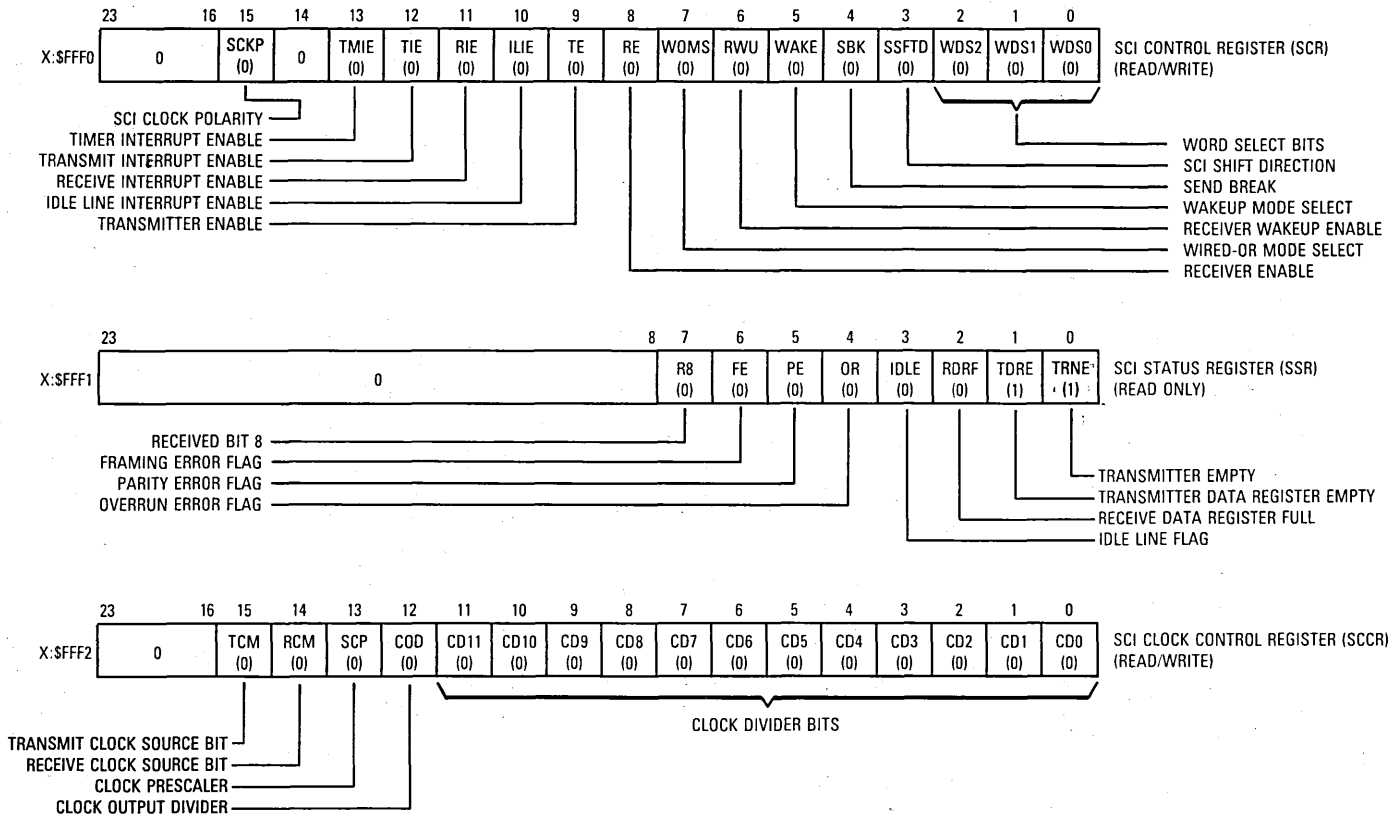 23 16 15 14 13 12 11 10 9 8 7 6 5 4 3 2 1 0
X:$FFF0 0 SCKP (0) 0 TMIE (0) TIE (0) RIE (0) ILIE (0) TE (0) RE (0) WOMS (0) RWU (0) WAKE (0) SBK (0) SSFTD (0) WDS2 (0) WDS1 (0) WDS0 (0)
SCI CONTROL REGISTER (SCR)
(READ/WRITE)
SCI CLOCK POLARITY
TIMER INTERRUPT ENABLE
TRANSMIT INTERRUPT ENABLE
RECEIVE INTERRUPT ENABLE
IDLE LINE INTERRUPT ENABLE
TRANSMITTER ENABLE
WORD SELECT BITS
SCI SHIFT DIRECTION
SEND BREAK
WAKEUP MODE SELECT
RECEIVER WAKEUP ENABLE
WIRED-OR MODE SELECT
RECEIVER ENABLE
23 8 7 6 5 4 3 2 1 0
X:$FFF1 0 R8 (0) FE (0) PE (0) OR (0) IDLE (0) RDRF (0) TDRE (1) TRNE (1)
SCI STATUS REGISTER (SSR)
(READ ONLY)
RECEIVED BIT 8
FRAMING ERROR FLAG
PARITY ERROR FLAG
OVERRUN ERROR FLAG
TRANSMITTER EMPTY
TRANSMITTER DATA REGISTER EMPTY
RECEIVE DATA REGISTER FULL
IDLE LINE FLAG
23 16 15 14 13 12 11 10 9 8 7 6 5 4 3 2 1 0
X:$FFF2 0 TCM (0) RCM (0) SCP (0) COD (0) CD11 (0) CD10 (0) CD9 (0) CD8 (0) CD7 (0) CD6 (0) CD5 (0) CD4 (0) CD3 (0) CD2 (0) CD1 (0) CD0 (0)
SCI CLOCK CONTROL REGISTER (SCCR)
(READ/WRITE)
CLOCK DIVIDER BITS
TRANSMIT CLOCK SOURCE BIT
RECEIVE CLOCK SOURCE BIT
CLOCK PRESCALER
CLOCK OUTPUT DIVIDER